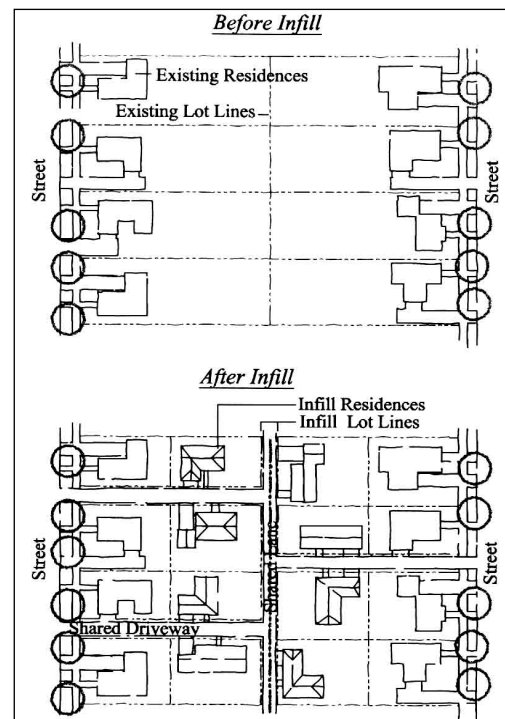 Before Infill
Existing Residences
Existing Lot Lines
Street
Street
After Infill
Infill Residences
Infill Lot Lines
Street
Shared Lane
Street
Shared Driveway